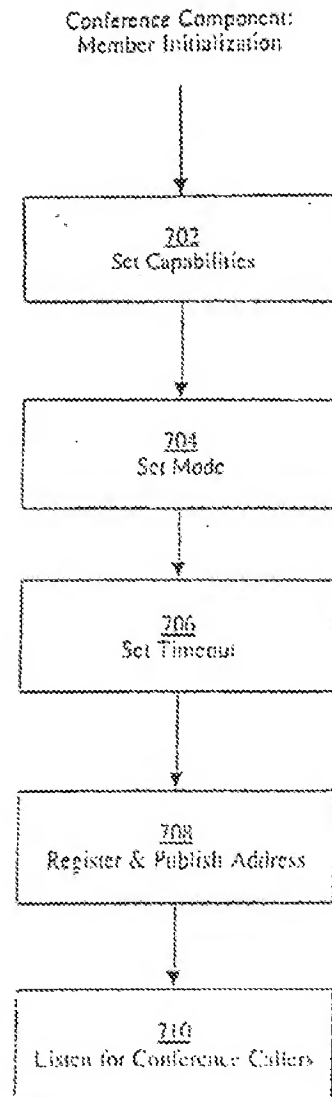 Conference Component:
Member Initialization
702
Set Capabilities
704
Set Mode
706
Set Timeout
708
Register & Publish Address
710
Listen for Conference Callers